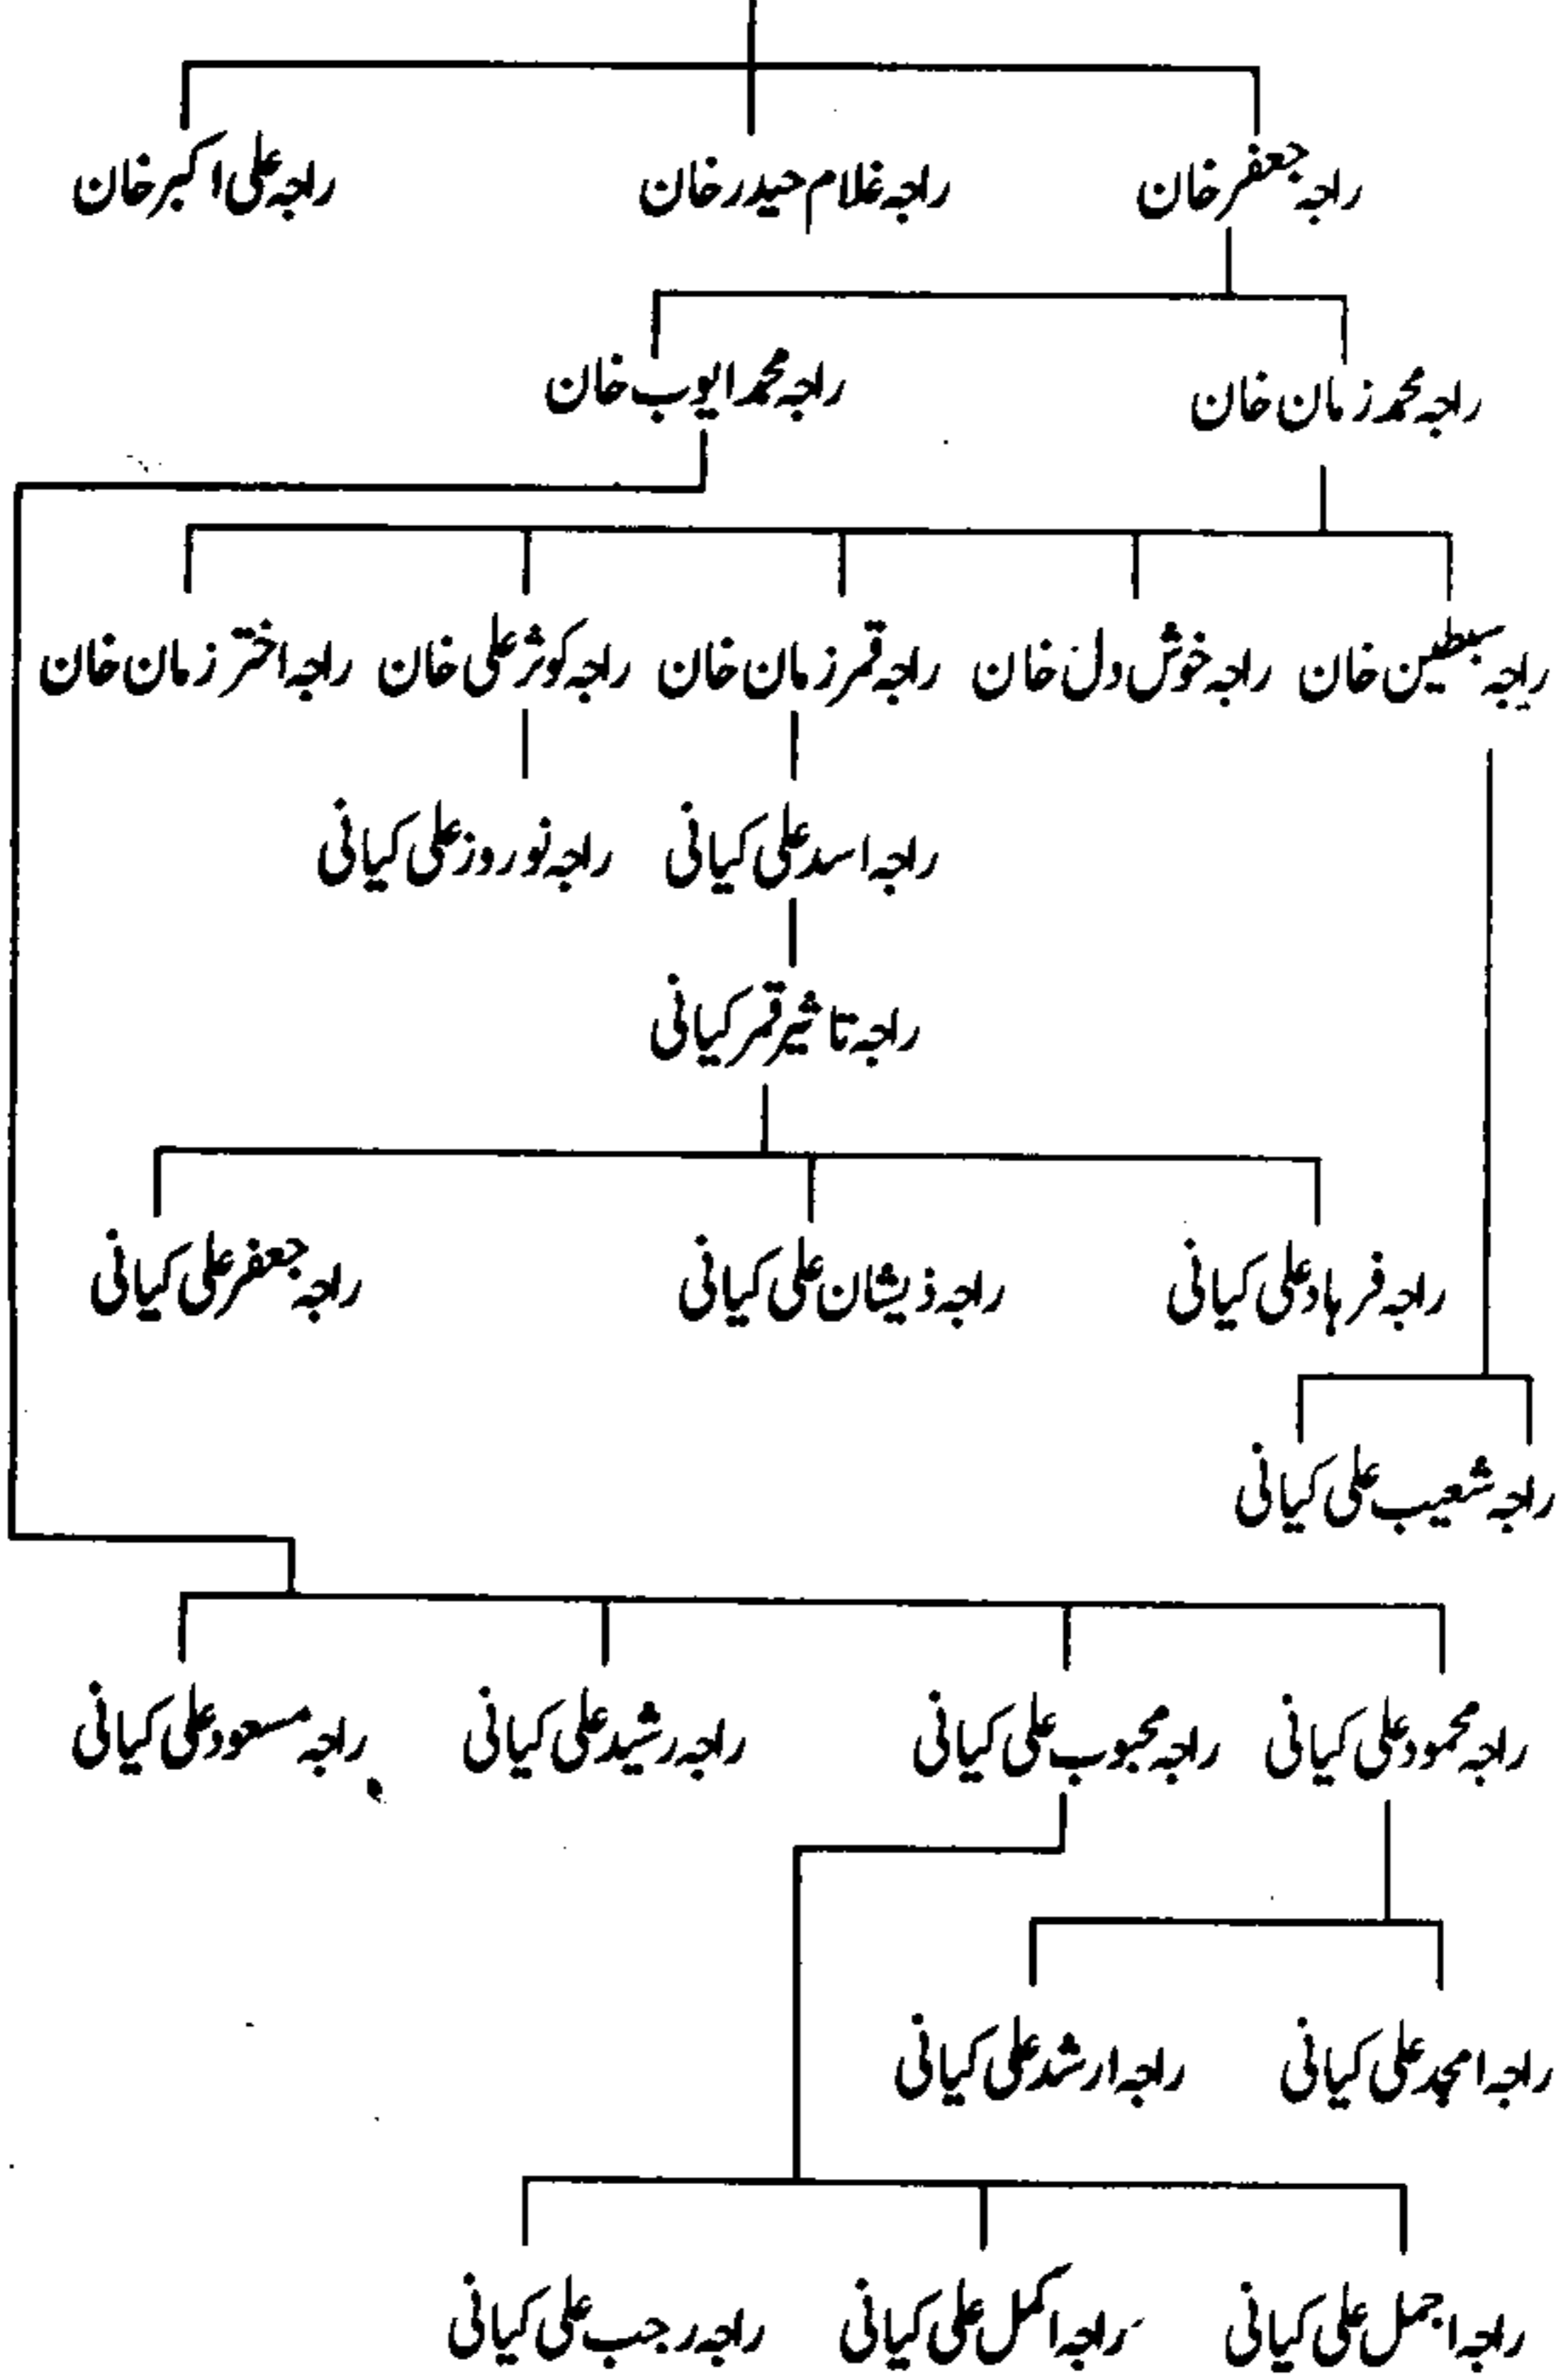 راجہ جعفر خان راجہ غلام حیدر خان راجہ علی اکبر خان
راجہ محمد زمان خان راجہ محمد ایوب خان
راجہ سبطین خان راجہ خوش دل خان راجہ قمر زمان خان راجہ کوثر علی خان راجہ اختر زمان خان
راجہ اسد علی کیانی راجہ نوروز علی کیانی
راجہ تاثیر قمر کیانی
راجہ فرہاد علی کیانی راجہ ذیشان علی کیانی راجہ جعفر علی کیانی
راجہ شعیب علی کیانی
راجہ محمود علی کیانی راجہ محبوب علی کیانی راجہ رشید علی کیانی راجہ مسعود علی کیانی
راجہ امجد علی کیانی راجہ ارشد علی کیانی
راجہ اجمل علی کیانی راجہ اکمل علی کیانی راجہ رجب علی کیانی